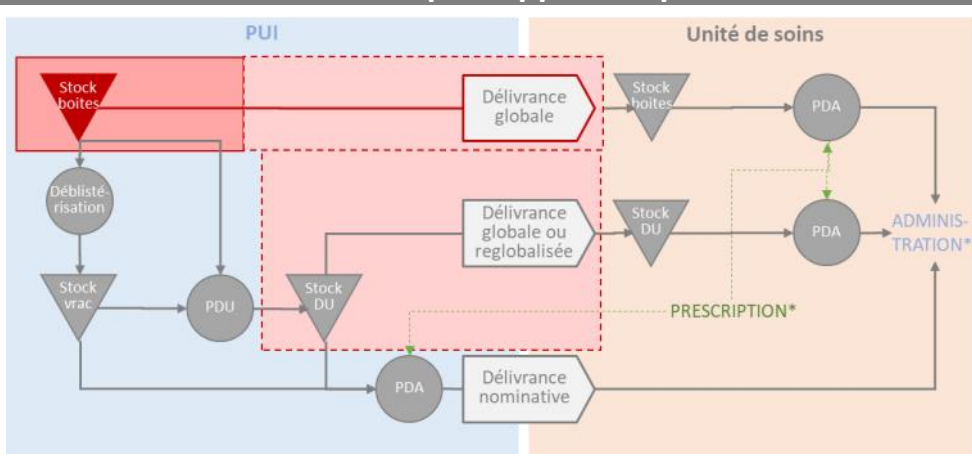 PUI
Unité de soins
Stock
boites
Délivrance
globale
Stock
boites
PDA
Déblisté-
risation
Délivrance
globale ou
reglobalisée
Stock
DU
PDA
ADMINIS-
TRATION*
Stock
vrac
PDU
Stock
DU
PRESCRIPTION*
PDA
Délivrance
nominative